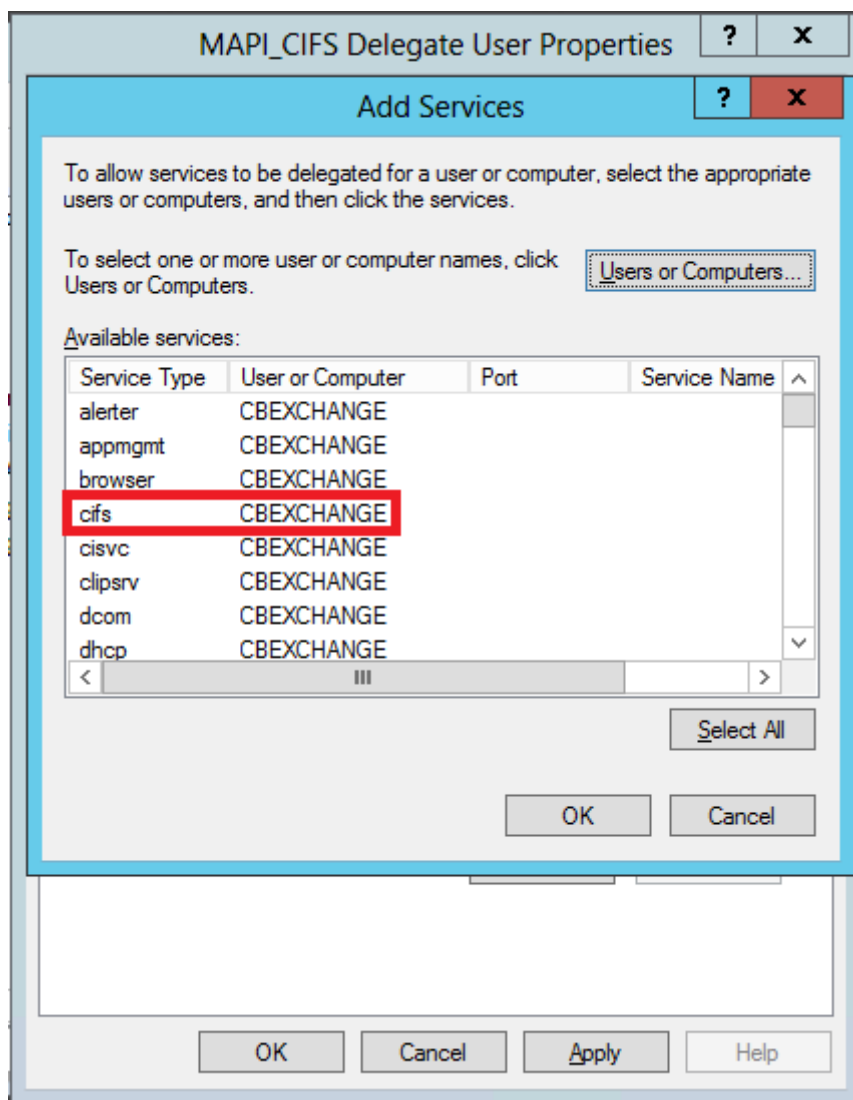 MAPI_CIFS Delegate User Properties
? x
Add Services
? x
To allow services to be delegated for a user or computer, select the appropriate
users or computers, and then click the services.
To select one or more user or computer names, click
Users or Computers.
Users or Computers...
Available services:
Service Type User or Computer Port Service Name
alerter CBEXCHANGE
appmgmt CBEXCHANGE
browser CBEXCHANGE
cifs CBEXCHANGE
cisvc CBEXCHANGE
clipsrv CBEXCHANGE
dcom CBEXCHANGE
dhcp CBEXCHANGE
Select All
OK Cancel
OK Cancel Apply Help